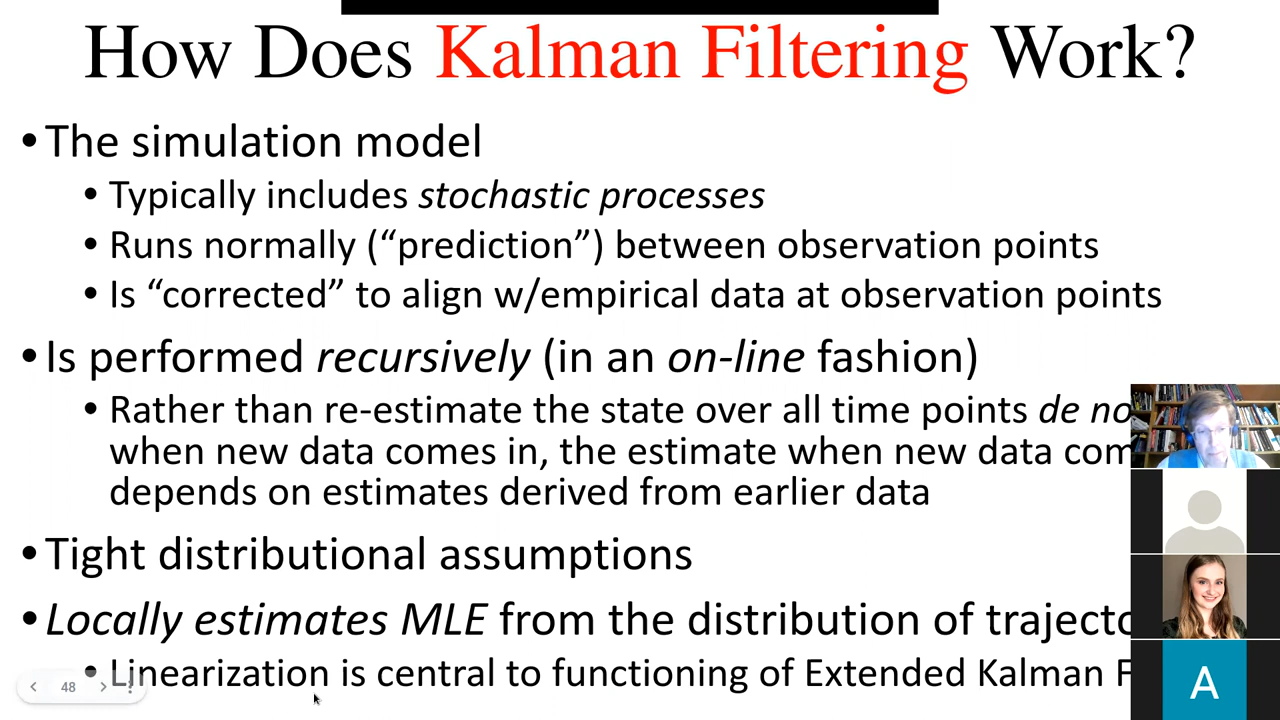 How Does Kalman Filtering Work?
•The simulation model
•Typically includes stochastic processes
•Runs normally (“prediction”) between observation points
•Is “corrected” to align w/empirical data at observation points
•Is performed recursively (in an on-line fashion)
•Rather than re-estimate the state over all time points de no
when new data comes in, the estimate when new data com
depends on estimates derived from earlier data
•Tight distributional assumptions
•Locally estimates MLE from the distribution of trajecto
•Linearization is central to functioning of Extended Kalman F
48
A